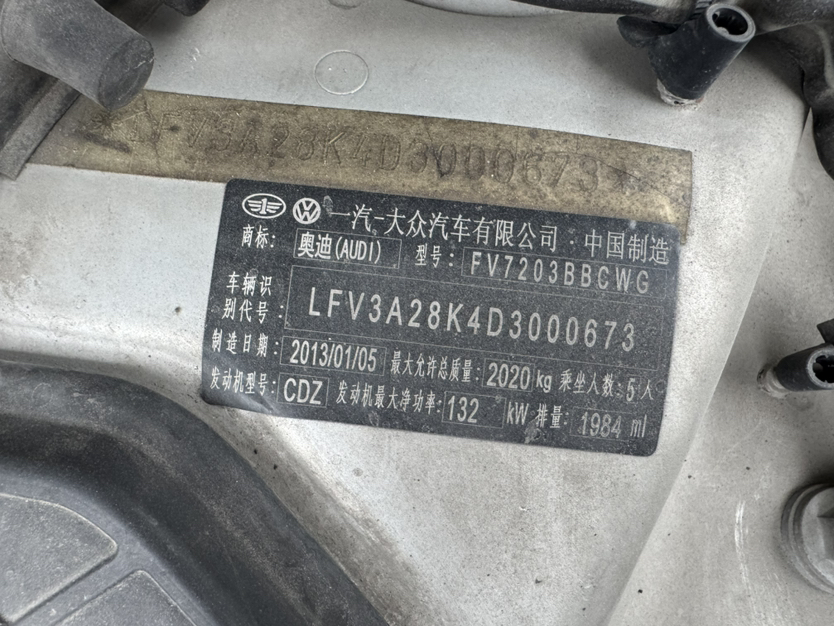 *LFV3A28K4D3000673*
一汽-大众汽车有限公司 中国制造
商标: 奥迪(AUDI) 型号: FV7203BBCWG
车辆识别代号: LFV3A28K4D3000673
制造日期: 2013/01/05 最大允许总质量: 2020 kg 乘坐人数: 5人
发动机型号: CDZ 发动机最大净功率: 132 kW 排量: 1984 ml